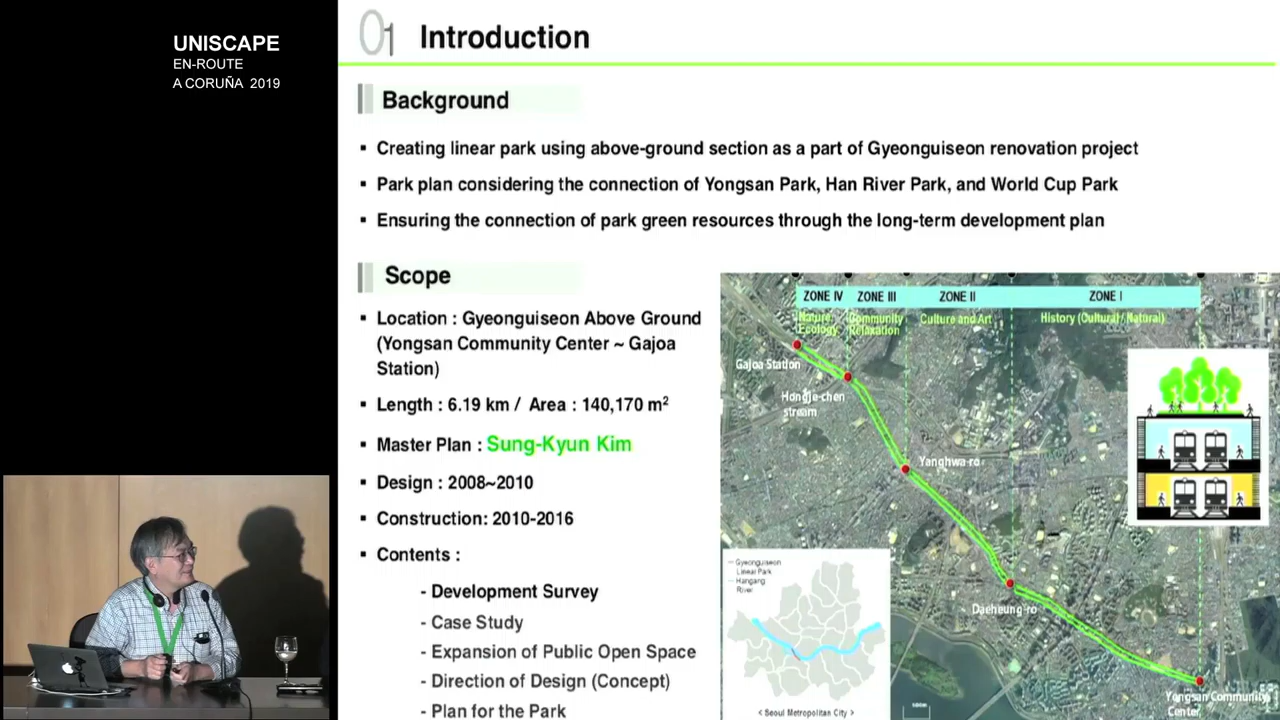 UNISCAPE
EN-ROUTE
A CORUÑA 2019
01 Introduction
Background
▪ Creating linear park using above-ground section as a part of Gyeonguiseon renovation project
▪ Park plan considering the connection of Yongsan Park, Han River Park, and World Cup Park
▪ Ensuring the connection of park green resources through the long-term development plan
Scope
▪ Location : Gyeonguiseon Above Ground
(Yongsan Community Center ~ Gajoa
Station)
▪ Length : 6.19 km / Area : 140,170 m²
▪ Master Plan : Sung-Kyun Kim
▪ Design : 2008~2010
▪ Construction: 2010-2016
▪ Contents :
- Development Survey
- Case Study
- Expansion of Public Open Space
- Direction of Design (Concept)
- Plan for the Park
ZONE IV
ZONE III
ZONE II
ZONE I
Nature
Ecology
Community
Relaxation
Culture and Art
History (Cultural / Natural)
Gajoa Station
Hongje-chen
stream
Yanghwa-ro
Daeheung-ro
Yongsan Community
Center
Gyeonguiseon
Linear Park
Hangang
River
< Seoul Metropolitan City >